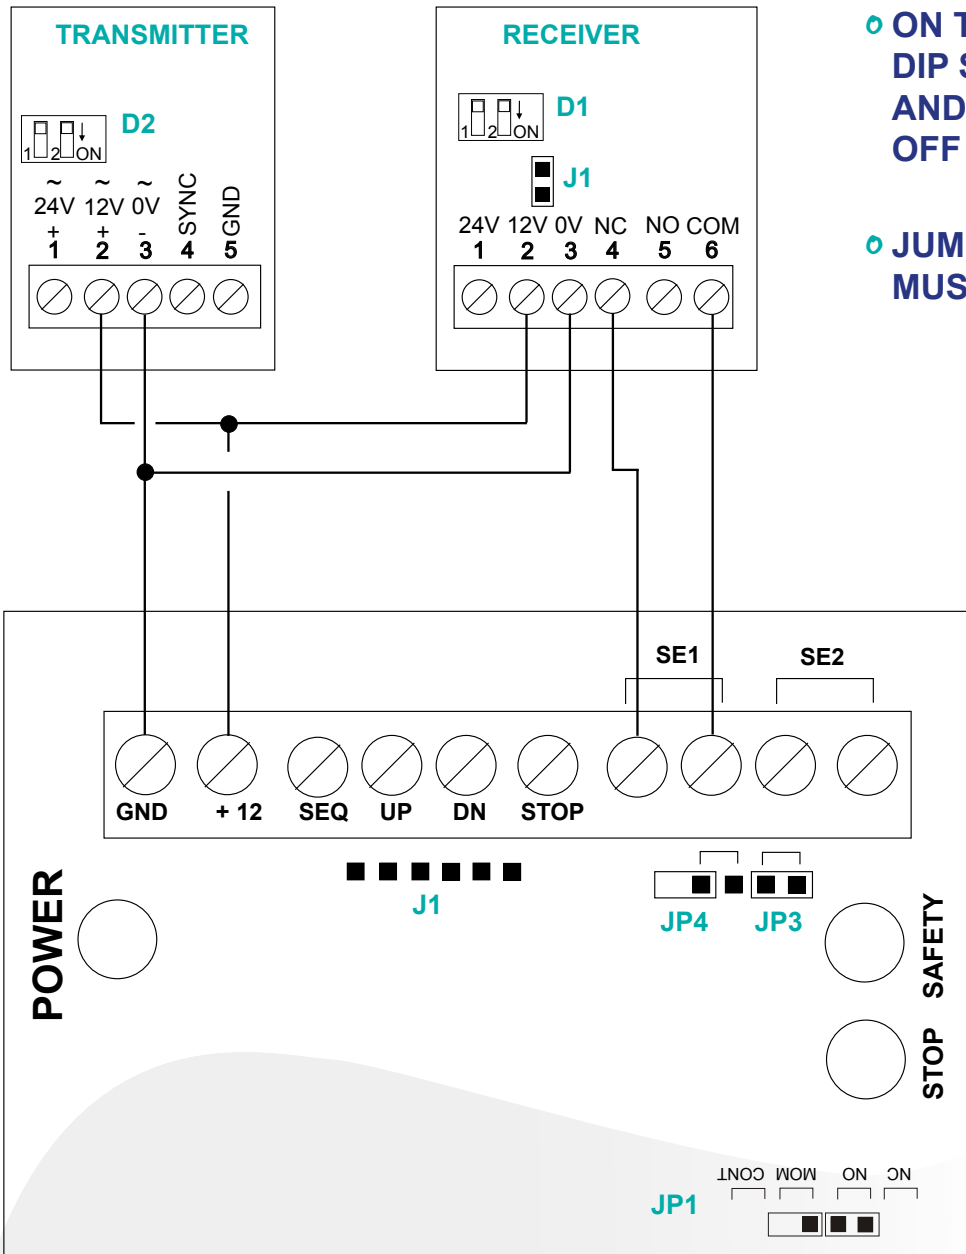 TRANSMITTER
D2
1 2 ON
~ ~ ~
24V 12V 0V SYNC GND
+ + -
1 2 3 4 5
RECEIVER
D1
1 2 ON
J1
24V 12V 0V NC NO COM
1 2 3 4 5 6
ON
DIP
AND
OFF
SE1 SE2
GND + 12 SEQ UP DN STOP
J1
JP4 JP3
POWER
SAFETY
STOP
CONT MOM NO NC
JP1